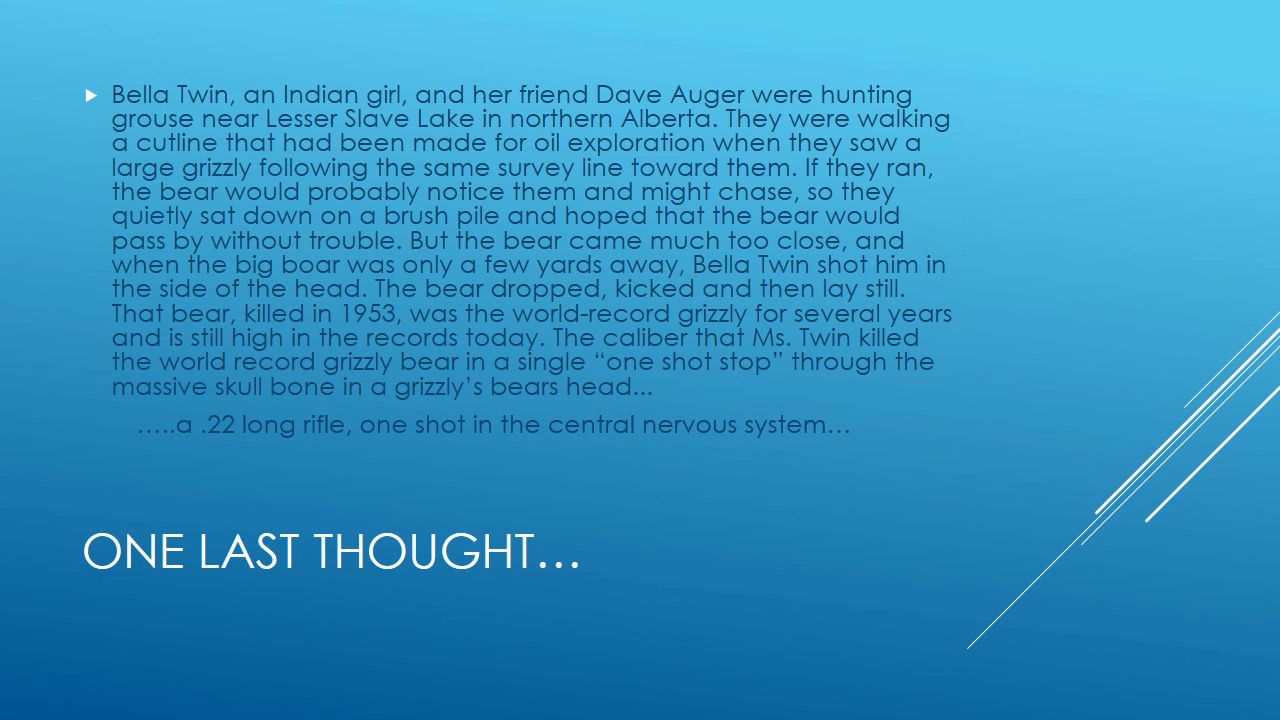 Bella Twin, an Indian girl, and her friend Dave Auger were hunting
grouse near Lesser Slave Lake in northern Alberta. They were walking
a cutline that had been made for oil exploration when they saw a
large grizzly following the same survey line toward them. If they ran,
the bear would probably notice them and might chase, so they
quietly sat down on a brush pile and hoped that the bear would
pass by without trouble. But the bear came much too close, and
when the big boar was only a few yards away, Bella Twin shot him in
the side of the head. The bear dropped, kicked and then lay still.
That bear, killed in 1953, was the world-record grizzly for several years
and is still high in the records today. The caliber that Ms. Twin killed
the world record grizzly bear in a single “one shot stop” through the
massive skull bone in a grizzly’s bears head...
…..a .22 long rifle, one shot in the central nervous system…
ONE LAST THOUGHT…